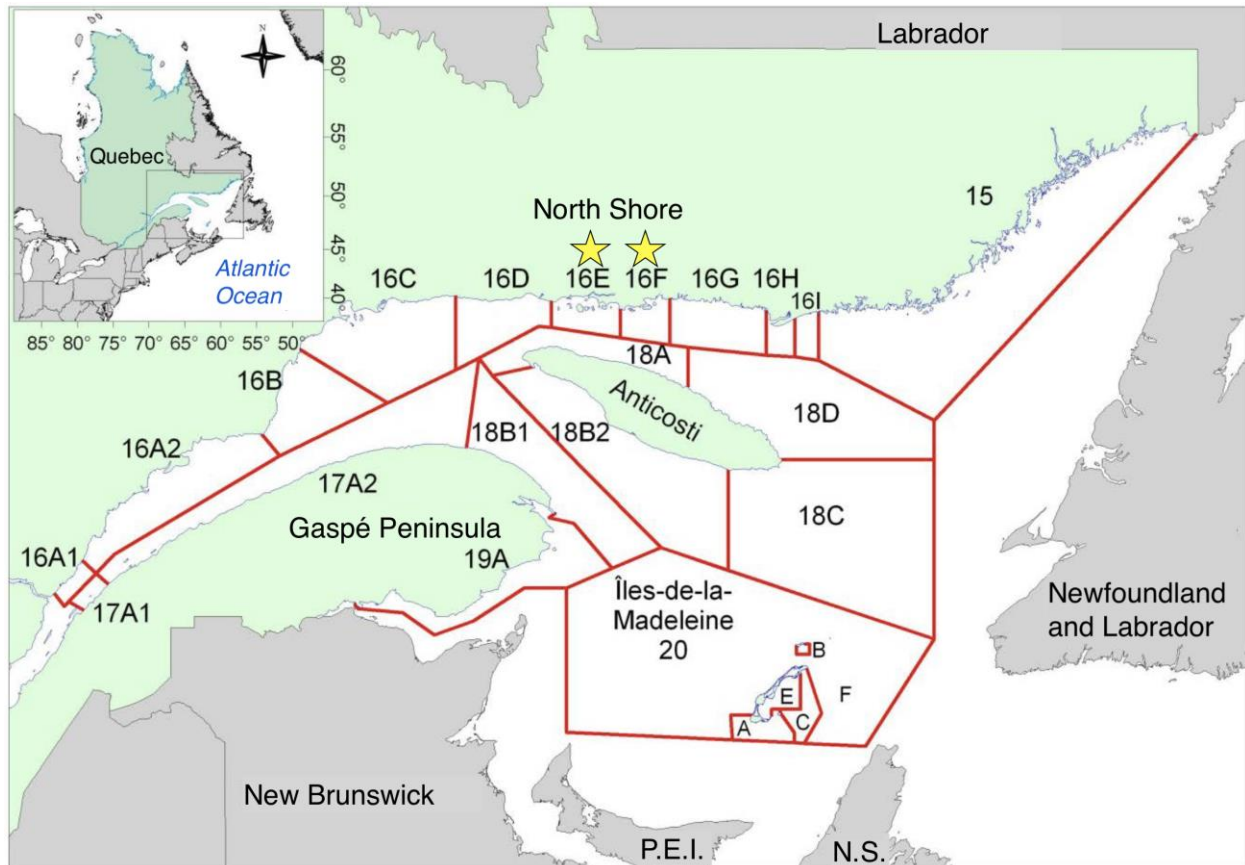 Labrador
N
60°
55°
50°
45°
40°
Quebec
Atlantic
Ocean
85° 80° 75° 70° 65° 60° 55° 50°
15
North Shore
16C
16D
16E
16F
16G
16H
16I
16B
18A
Anticosti
18D
16A2
18B1
18B2
17A2
18C
Gaspé Peninsula
19A
16A1
17A1
Îles-de-la-
Madeleine
20
Newfoundland
and Labrador
B
E
F
A
C
New Brunswick
P.E.I.
N.S.